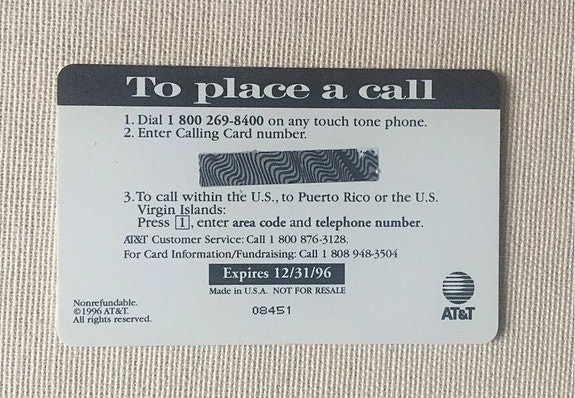 To place a call
1. Dial 1 800 269-8400 on any touch tone phone.
2. Enter Calling Card number.
3. To call within the U.S., to Puerto Rico or the U.S.
Virgin Islands:
Press 1, enter area code and telephone number.
AT&T Customer Service: Call 1 800 876-3128.
For Card Information/Fundraising: Call 1 808 948-3504
Expires 12/31/96
Made in U.S.A. NOT FOR RESALE
Nonrefundable.
©1996 AT&T.
All rights reserved.
08451
AT&T